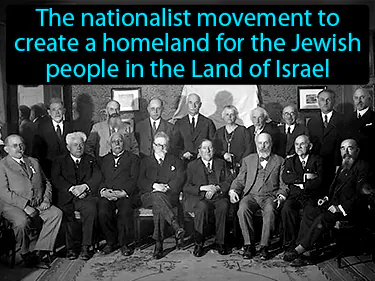 The nationalist movement to
create a homeland for the Jewish
people in the Land of Israel